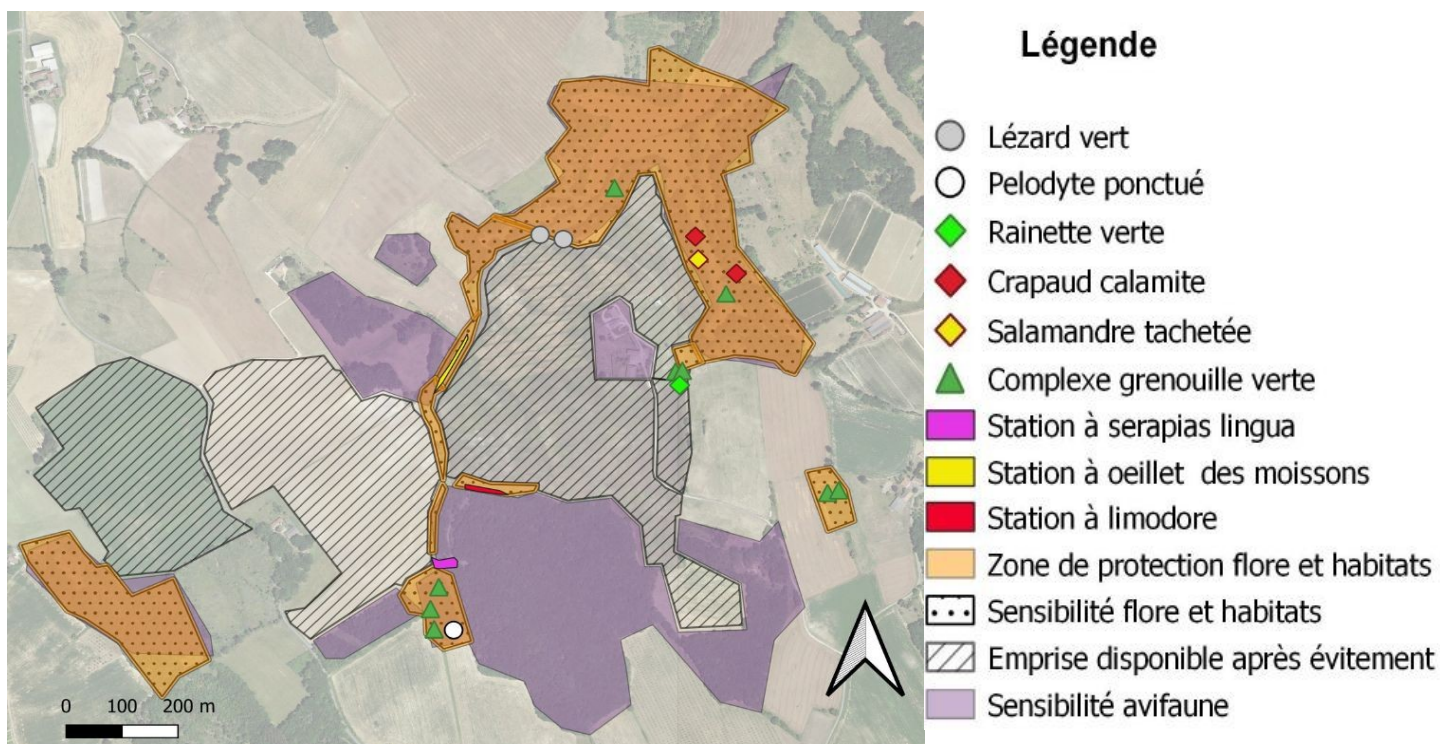 Légende
Lézard vert
Pelodyte ponctué
Rainette verte
Crapaud calamite
Salamandre tachetée
Complexe grenouille verte
Station à serapias lingua
Station à oeillet des moissons
Station à limodore
Zone de protection flore et habitats
Sensibilité flore et habitats
Emprise disponible après évitement
Sensibilité avifaune
0 100 200 m